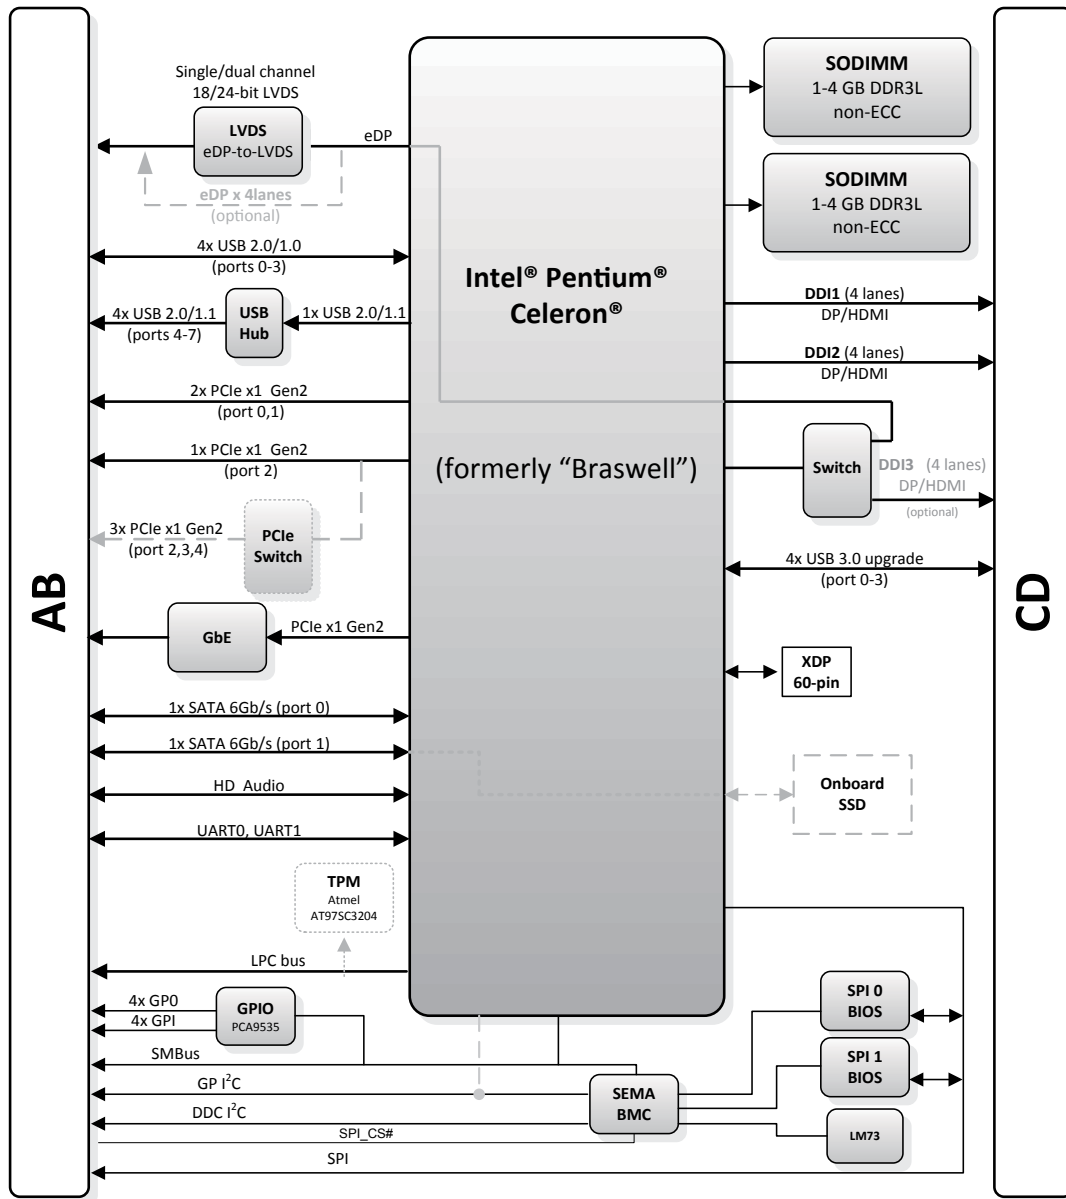 AB
Single/dual channel
18/24-bit LVDS
LVDS
eDP-to-LVDS
eDP
eDP x 4lanes
(optional)
4x USB 2.0/1.0
(ports 0-3)
4x USB 2.0/1.1
(ports 4-7)
USB
Hub
1x USB 2.0/1.1
2x PCIe x1 Gen2
(port 0,1)
1x PCIe x1 Gen2
(port 2)
3x PCIe x1 Gen2
(port 2,3,4)
PCIe
Switch
GbE
PCIe x1 Gen2
1x SATA 6Gb/s (port 0)
1x SATA 6Gb/s (port 1)
HD Audio
UART0, UART1
TPM
Atmel
AT97SC3204
LPC bus
4x GP0
4x GPI
GPIO
PCA9535
SMBus
GP I²C
DDC I²C
SPI_CS#
SPI
Intel® Pentium®
Celeron®
(formerly “Braswell”)
SODIMM
1-4 GB DDR3L
non-ECC
SODIMM
1-4 GB DDR3L
non-ECC
DDI1 (4 lanes)
DP/HDMI
DDI2 (4 lanes)
DP/HDMI
Switch
DDI3 (4 lanes)
DP/HDMI
(optional)
4x USB 3.0 upgrade
(port 0-3)
XDP
60-pin
Onboard
SSD
SPI 0
BIOS
SPI 1
BIOS
SEMA
BMC
LM73
CD